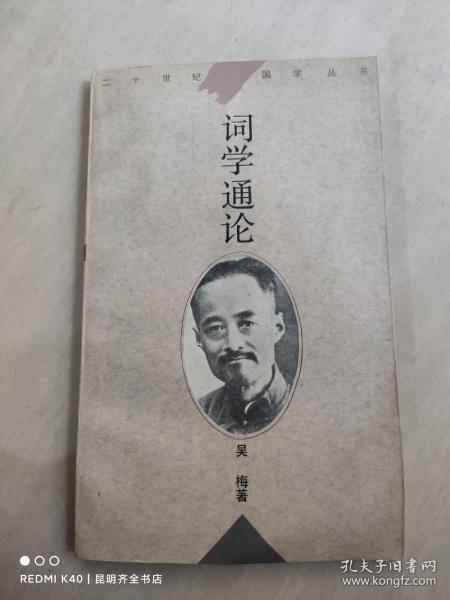 二十世纪国学丛书
词学通论
吴梅著
REDMI K40 | 昆明齐全书店
孔夫子旧书网
www.kongfz.com